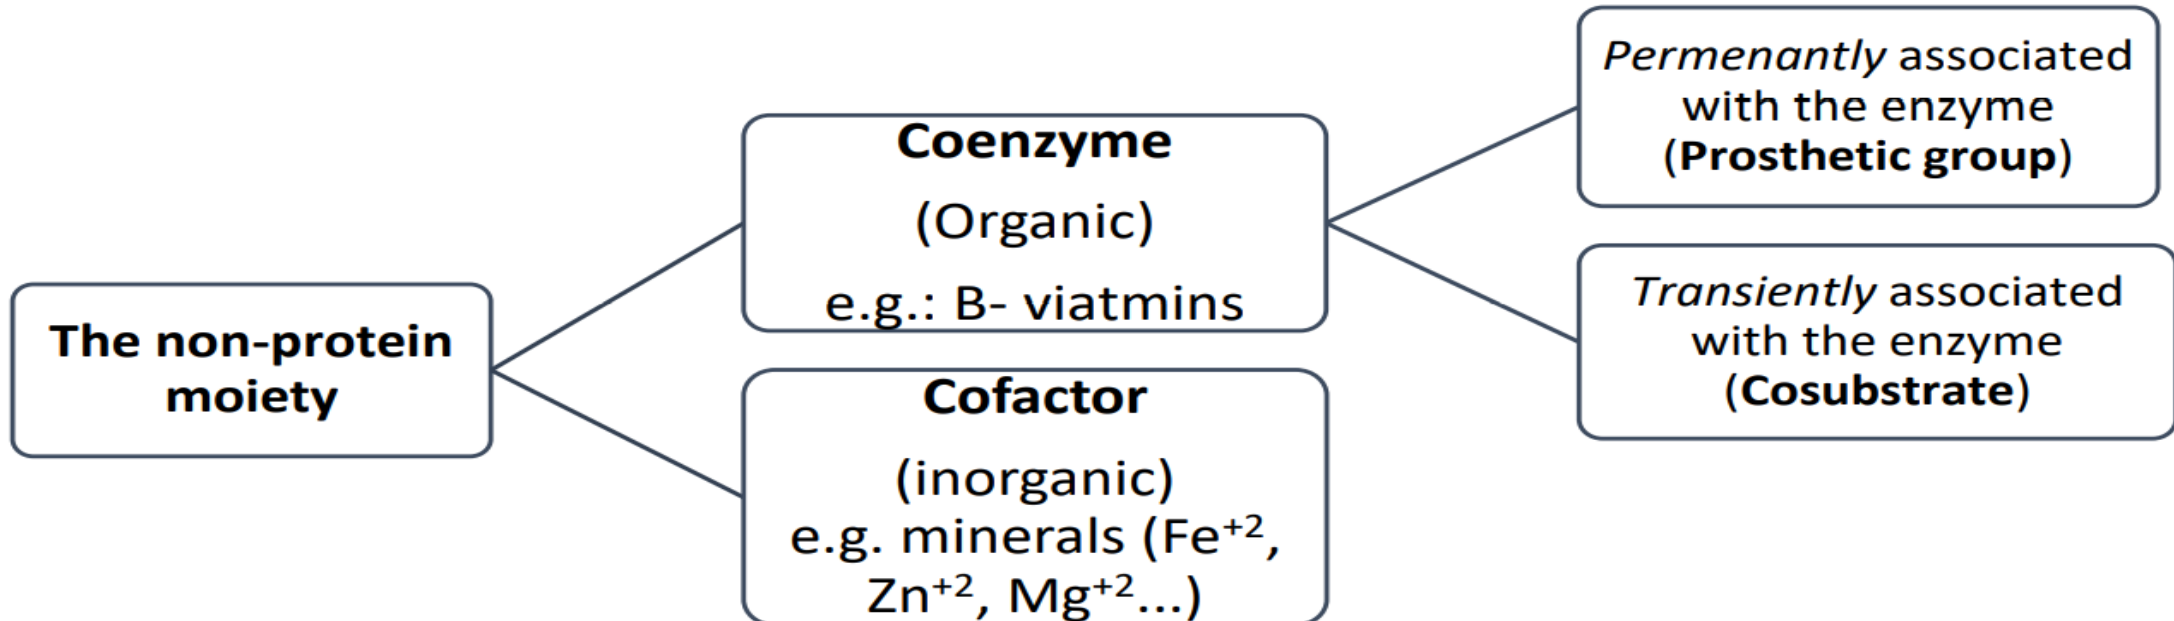 The non-protein
moiety
Coenzyme
(Organic)
e.g.: B- viatmins
Cofactor
(inorganic)
e.g. minerals (Fe⁺², 
Zn⁺², Mg⁺²...)
Permenantly associated
with the enzyme
(Prosthetic group)
Transiently associated
with the enzyme
(Cosubstrate)